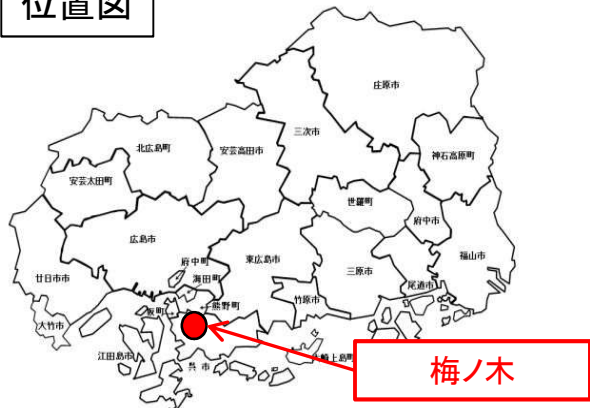 位置図
庄原市
三次市
北広島町
安芸高田市
神石高原町
安芸太田町
世羅町
府中市
広島市
東広島市
福山市
府中町
三原市
廿日市市
海田町
尾道市
竹原市
熊野町
坂町
大竹市
江田島市
大崎上島町
呉市
梅ノ木